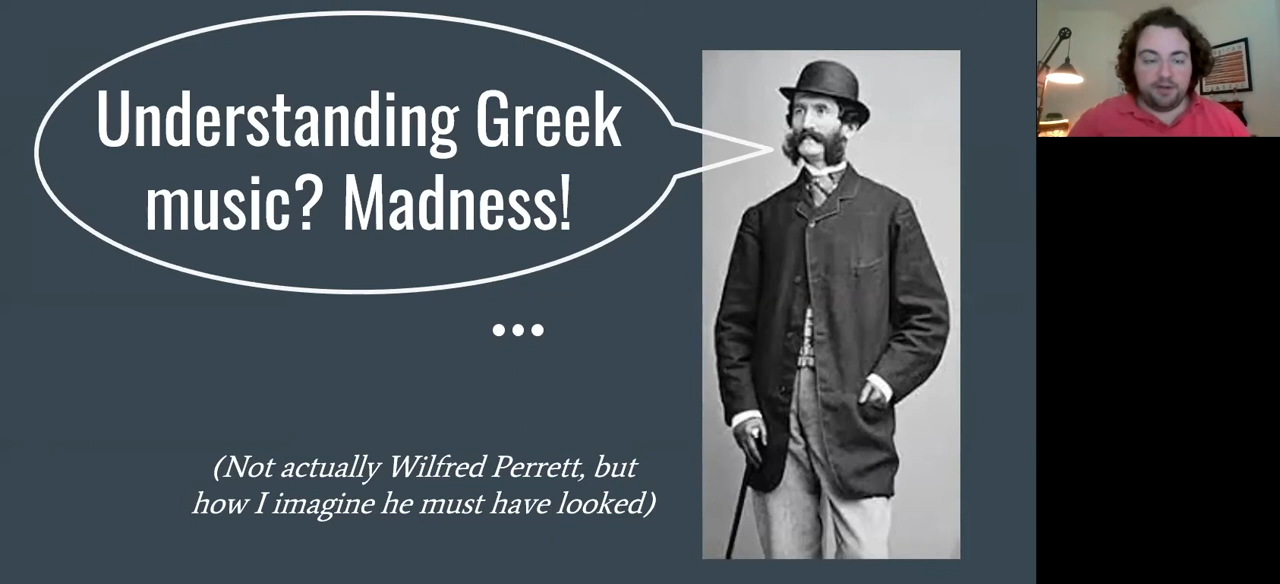 Understanding Greek
music? Madness!
...
(Not actually Wilfred Perrett, but
how I imagine he must have looked)